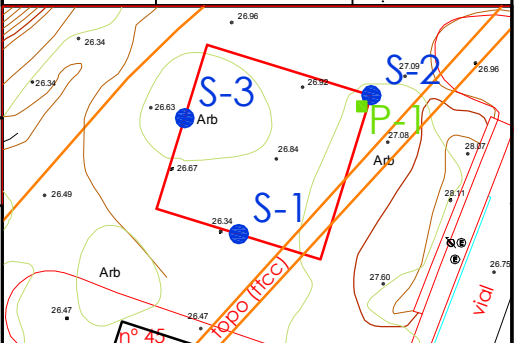 26.96
26.34
S-2
27.09
26.92
26.96
26.34
S-3
26.63
Arb
P-1
27.08
26.84
Arb
28.07
26.67
26.49
28.11
S-1
26.34
Arb
topo (ffcc)
27.60
26.75
vial
26.47
26.47
nº 45